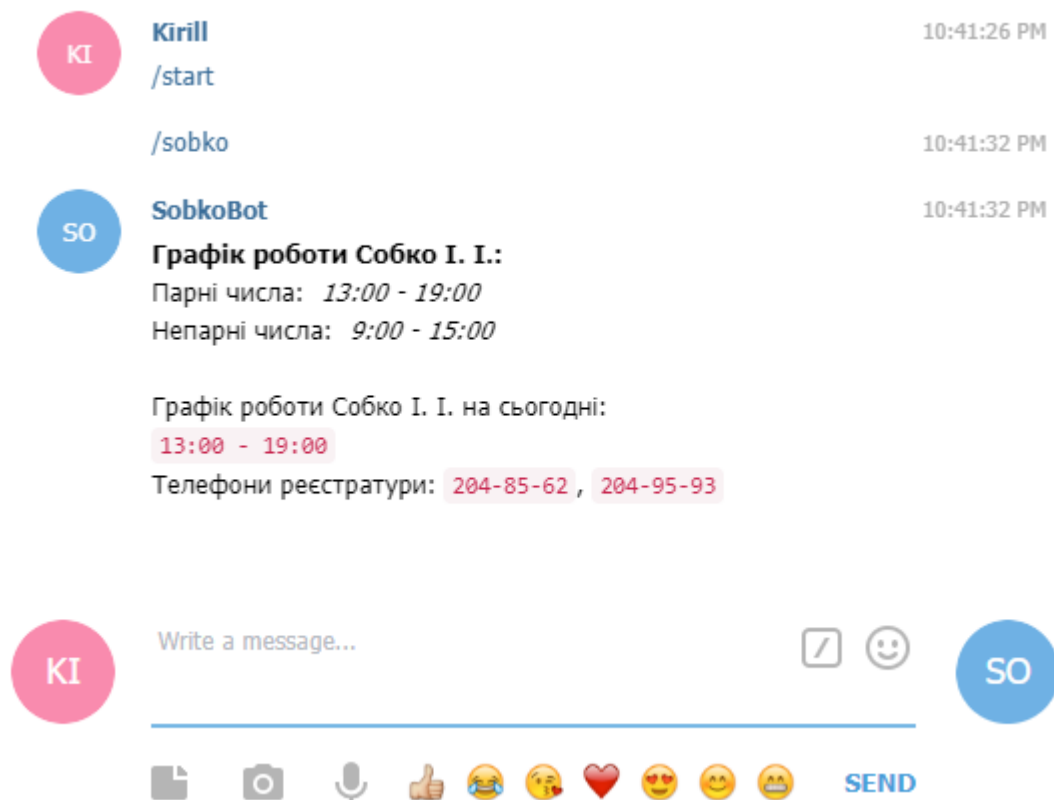 KI
Kirill 10:41:26 PM
/start
/sobko 10:41:32 PM
SO
SobkoBot 10:41:32 PM
Графік роботи Собко І. І.:
Парні числа: 13:00 - 19:00
Непарні числа: 9:00 - 15:00
Графік роботи Собко І. І. на сьогодні:
13:00 - 19:00
Телефони реєстратури: 204-85-62, 204-95-93
KI
Write a message...
SO
SEND